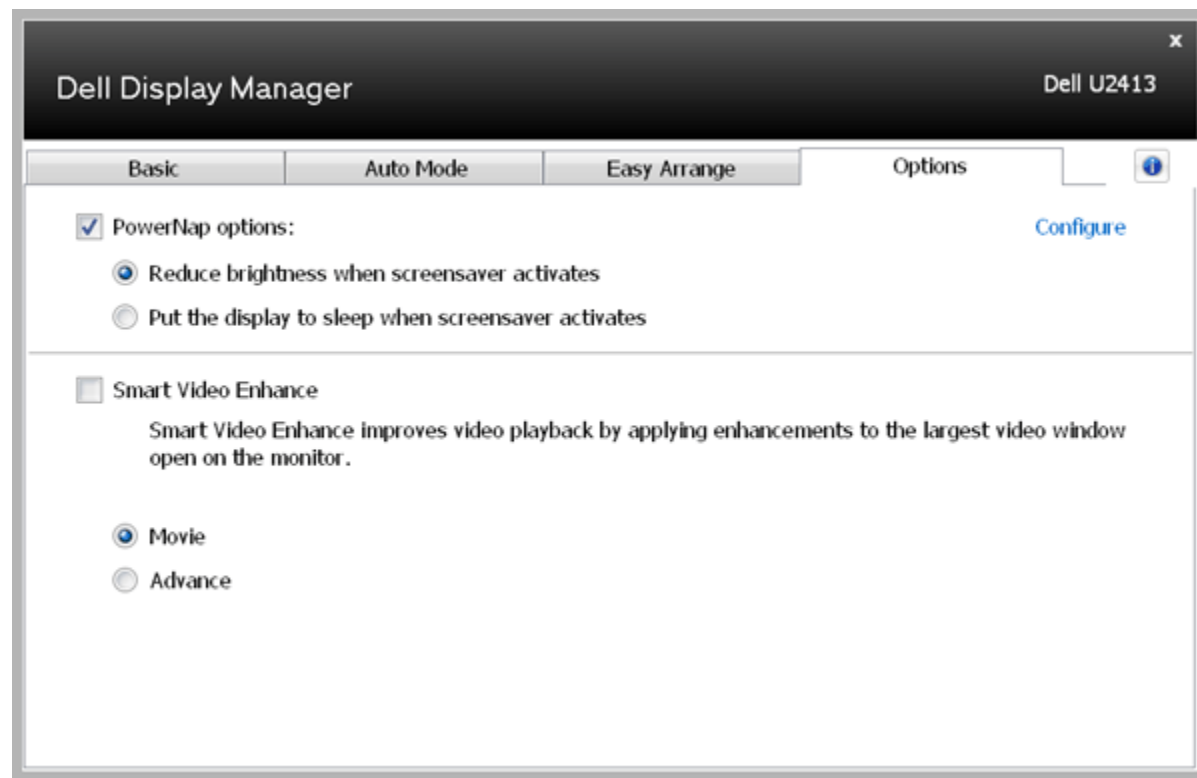 x
Dell Display Manager
Dell U2413
Basic
Auto Mode
Easy Arrange
Options
PowerNap options:
Configure
Reduce brightness when screensaver activates
Put the display to sleep when screensaver activates
Smart Video Enhance
Smart Video Enhance improves video playback by applying enhancements to the largest video window
open on the monitor.
Movie
Advance